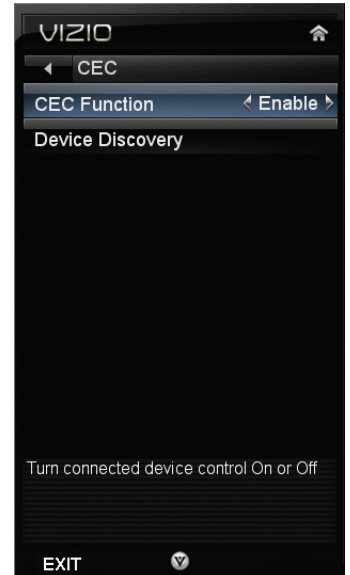 VIZIO
CEC
CEC Function Enable
Device Discovery
Turn connected device control On or Off
EXIT